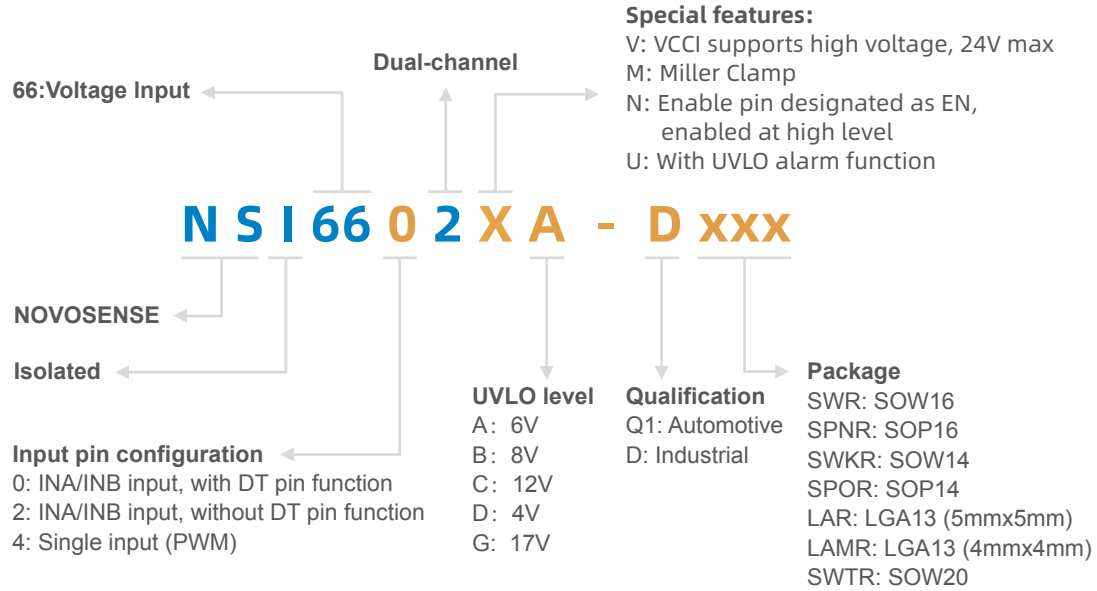 Special features:
V: VCCI supports high voltage, 24V max
M: Miller Clamp
N: Enable pin designated as EN,
enabled at high level
U: With UVLO alarm function
Dual-channel
66:Voltage Input
NSI6602XA - D xxx
NOVOSENSE
Isolated
Input pin configuration
0: INA/INB input, with DT pin function
2: INA/INB input, without DT pin function
4: Single input (PWM)
UVLO level
A: 6V
B: 8V
C: 12V
D: 4V
G: 17V
Qualification
Q1: Automotive
D: Industrial
Package
SWR: SOW16
SPNR: SOP16
SWKR: SOW14
SPOR: SOP14
LAR: LGA13 (5mmx5mm)
LAMR: LGA13 (4mmx4mm)
SWTR: SOW20